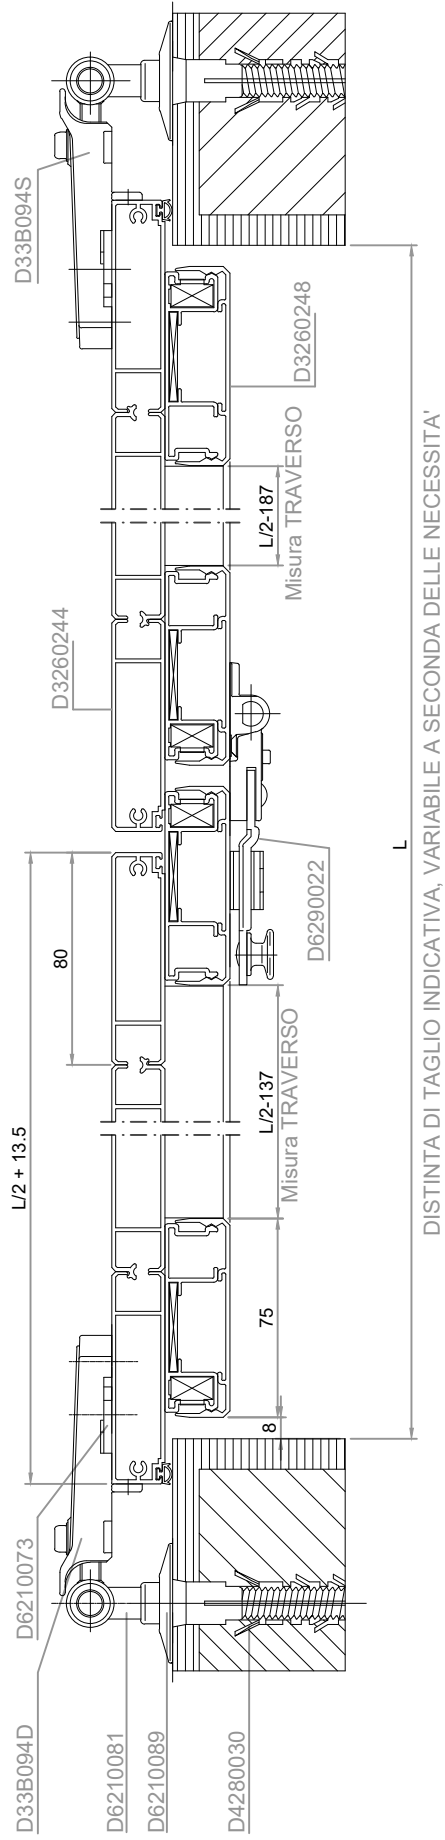 D33B094D
D6210073
L/2 + 13.5
80
D3260244
D33B094S
D6210081
D6210089
D4280030
8
75
L/2-137
Misura TRAVERSO
D6290022
L/2-187
Misura TRAVERSO
D3260248
L
DISTINTA DI TAGLIO INDICATIVA, VARIABILE A SECONDA DELLE NECESSITA'